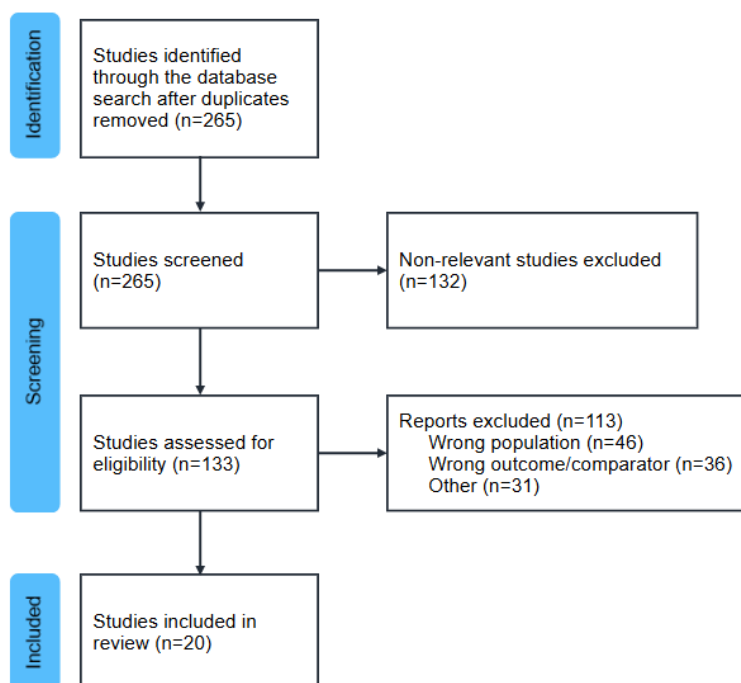 Identification
Studies identified
through the database
search after duplicates
removed (n=265)
Screening
Studies screened
(n=265)
Non-relevant studies excluded
(n=132)
Studies assessed for
eligibility (n=133)
Reports excluded (n=113)
Wrong population (n=46)
Wrong outcome/comparator (n=36)
Other (n=31)
Included
Studies included in
review (n=20)